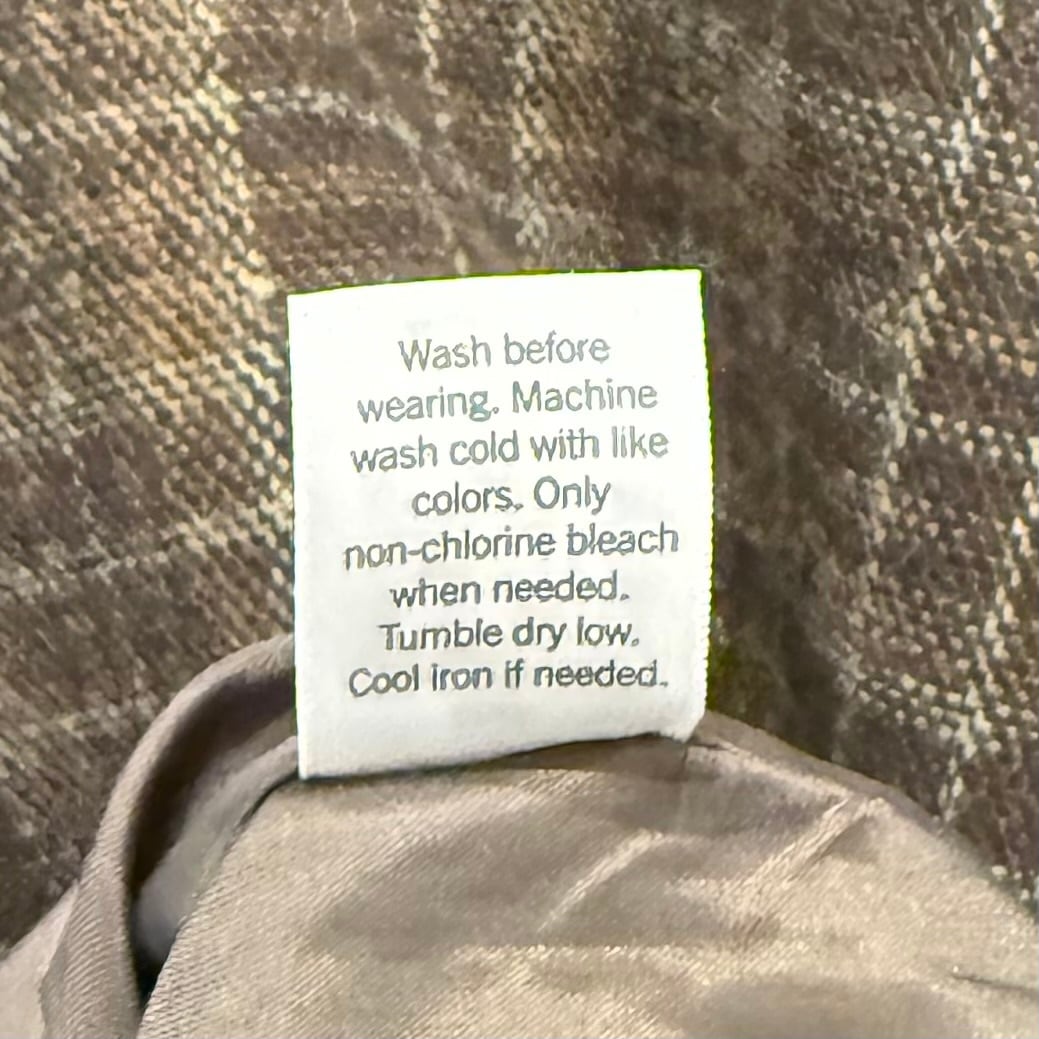 Wash before
wearing. Machine
wash cold with like
colors. Only
non-chlorine bleach
when needed.
Tumble dry low.
Cool iron if needed.